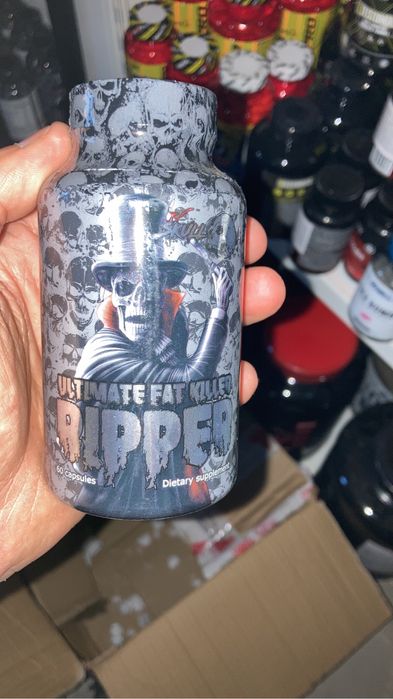 ULTIMATE FAT KILLER
RIPPER
60 Capsules
Dietary supplement